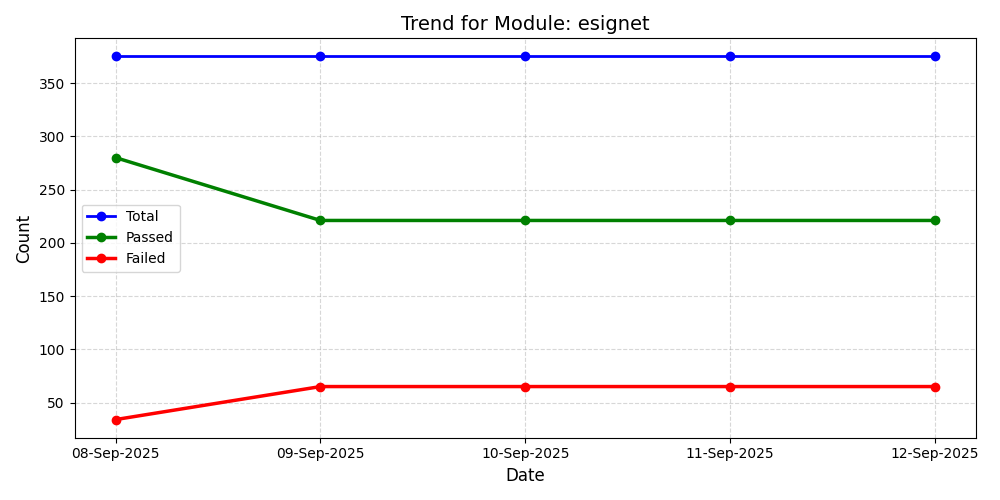 Trend for Module: esignet
Count
350
300
250
200
150
100
50
Total
Passed
Failed
08-Sep-2025
09-Sep-2025
10-Sep-2025
11-Sep-2025
12-Sep-2025
Date